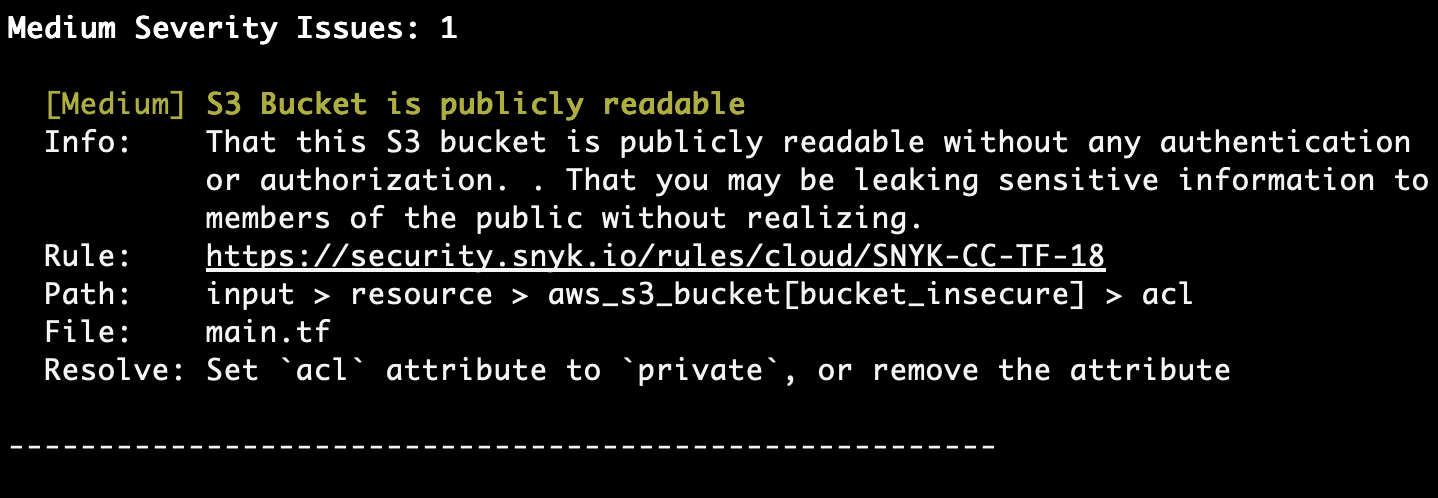 Medium Severity Issues: 1
[Medium] S3 Bucket is publicly readable
Info: That this S3 bucket is publicly readable without any authentication
or authorization. . That you may be leaking sensitive information to
members of the public without realizing.
Rule: https://security.snyk.io/rules/cloud/SNYK-CC-TF-18
Path: input > resource > aws_s3_bucket[bucket_insecure] > acl
File: main.tf
Resolve: Set `acl` attribute to `private`, or remove the attribute
-------------------------------------------------------